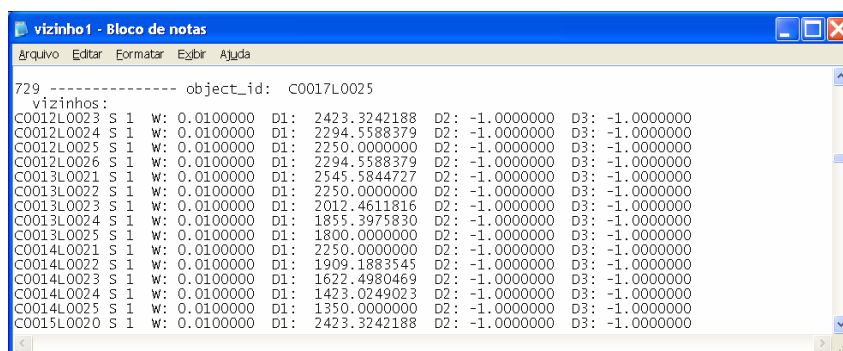 vizinho1 - Bloco de notas
Arquivo Editar Formatar Exibir Ajuda
729 --------------- object_id: C0017L0025
vizinhos:
C0012L0023 S 1 W: 0.0100000 D1: 2423.3242188 D2: -1.0000000 D3: -1.0000000
C0012L0024 S 1 W: 0.0100000 D1: 2294.5588379 D2: -1.0000000 D3: -1.0000000
C0012L0025 S 1 W: 0.0100000 D1: 2250.0000000 D2: -1.0000000 D3: -1.0000000
C0012L0026 S 1 W: 0.0100000 D1: 2294.5588379 D2: -1.0000000 D3: -1.0000000
C0013L0021 S 1 W: 0.0100000 D1: 2545.5844727 D2: -1.0000000 D3: -1.0000000
C0013L0022 S 1 W: 0.0100000 D1: 2250.0000000 D2: -1.0000000 D3: -1.0000000
C0013L0023 S 1 W: 0.0100000 D1: 2012.4611816 D2: -1.0000000 D3: -1.0000000
C0013L0024 S 1 W: 0.0100000 D1: 1855.3975830 D2: -1.0000000 D3: -1.0000000
C0013L0025 S 1 W: 0.0100000 D1: 1800.0000000 D2: -1.0000000 D3: -1.0000000
C0014L0021 S 1 W: 0.0100000 D1: 2250.0000000 D2: -1.0000000 D3: -1.0000000
C0014L0022 S 1 W: 0.0100000 D1: 1909.1883545 D2: -1.0000000 D3: -1.0000000
C0014L0023 S 1 W: 0.0100000 D1: 1622.4980469 D2: -1.0000000 D3: -1.0000000
C0014L0024 S 1 W: 0.0100000 D1: 1423.0249023 D2: -1.0000000 D3: -1.0000000
C0014L0025 S 1 W: 0.0100000 D1: 1350.0000000 D2: -1.0000000 D3: -1.0000000
C0015L0020 S 1 W: 0.0100000 D1: 2423.3242188 D2: -1.0000000 D3: -1.0000000